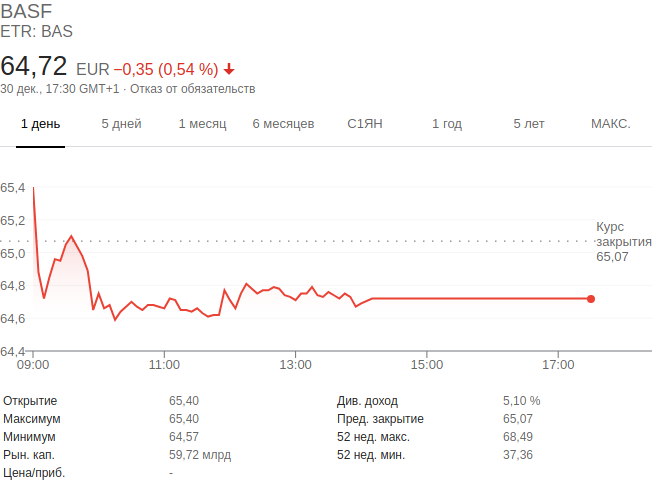 BASF
ETR: BAS
64,72 EUR −0,35 (0,54 %)
30 дек., 17:30 GMT+1 · Отказ от обязательств
1 день 5 дней 1 месяц 6 месяцев С1ЯН 1 год 5 лет МАКС.
65,4
65,2
65,0
64,8
64,6
64,4
Курс
закрытия
65,07
09:00 11:00 13:00 15:00 17:00
Открытие 65,40 Див. доход 5,10 %
Максимум 65,40 Пред. закрытие 65,07
Минимум 64,57 52 нед. макс. 68,49
Рын. кап. 59,72 млрд 52 нед. мин. 37,36
Цена/приб. -